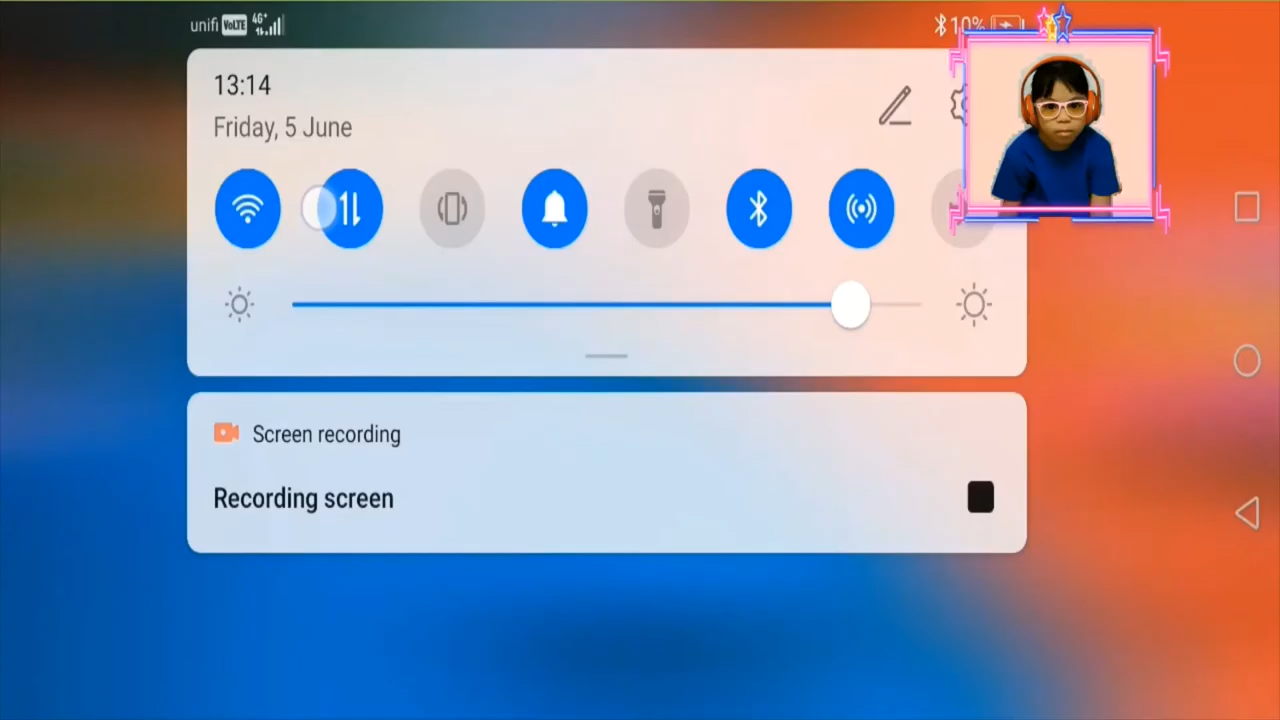 unifi VoLTE 4G+ 10%
13:14
Friday, 5 June
Screen recording
Recording screen